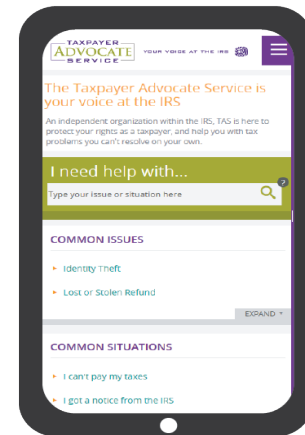 TAXPAYER
ADVOCATE
SERVICE
YOUR VOICE AT THE IRS
The Taxpayer Advocate Service is
your voice at the IRS
An independent organization within the IRS, TAS is here to
protect your rights as a taxpayer, and help you with tax
problems you can't resolve on your own.
I need help with...
Type your issue or situation here
?
COMMON ISSUES
Identity Theft
Lost or Stolen Refund
EXPAND
COMMON SITUATIONS
I can't pay my taxes
I got a notice from the IRS